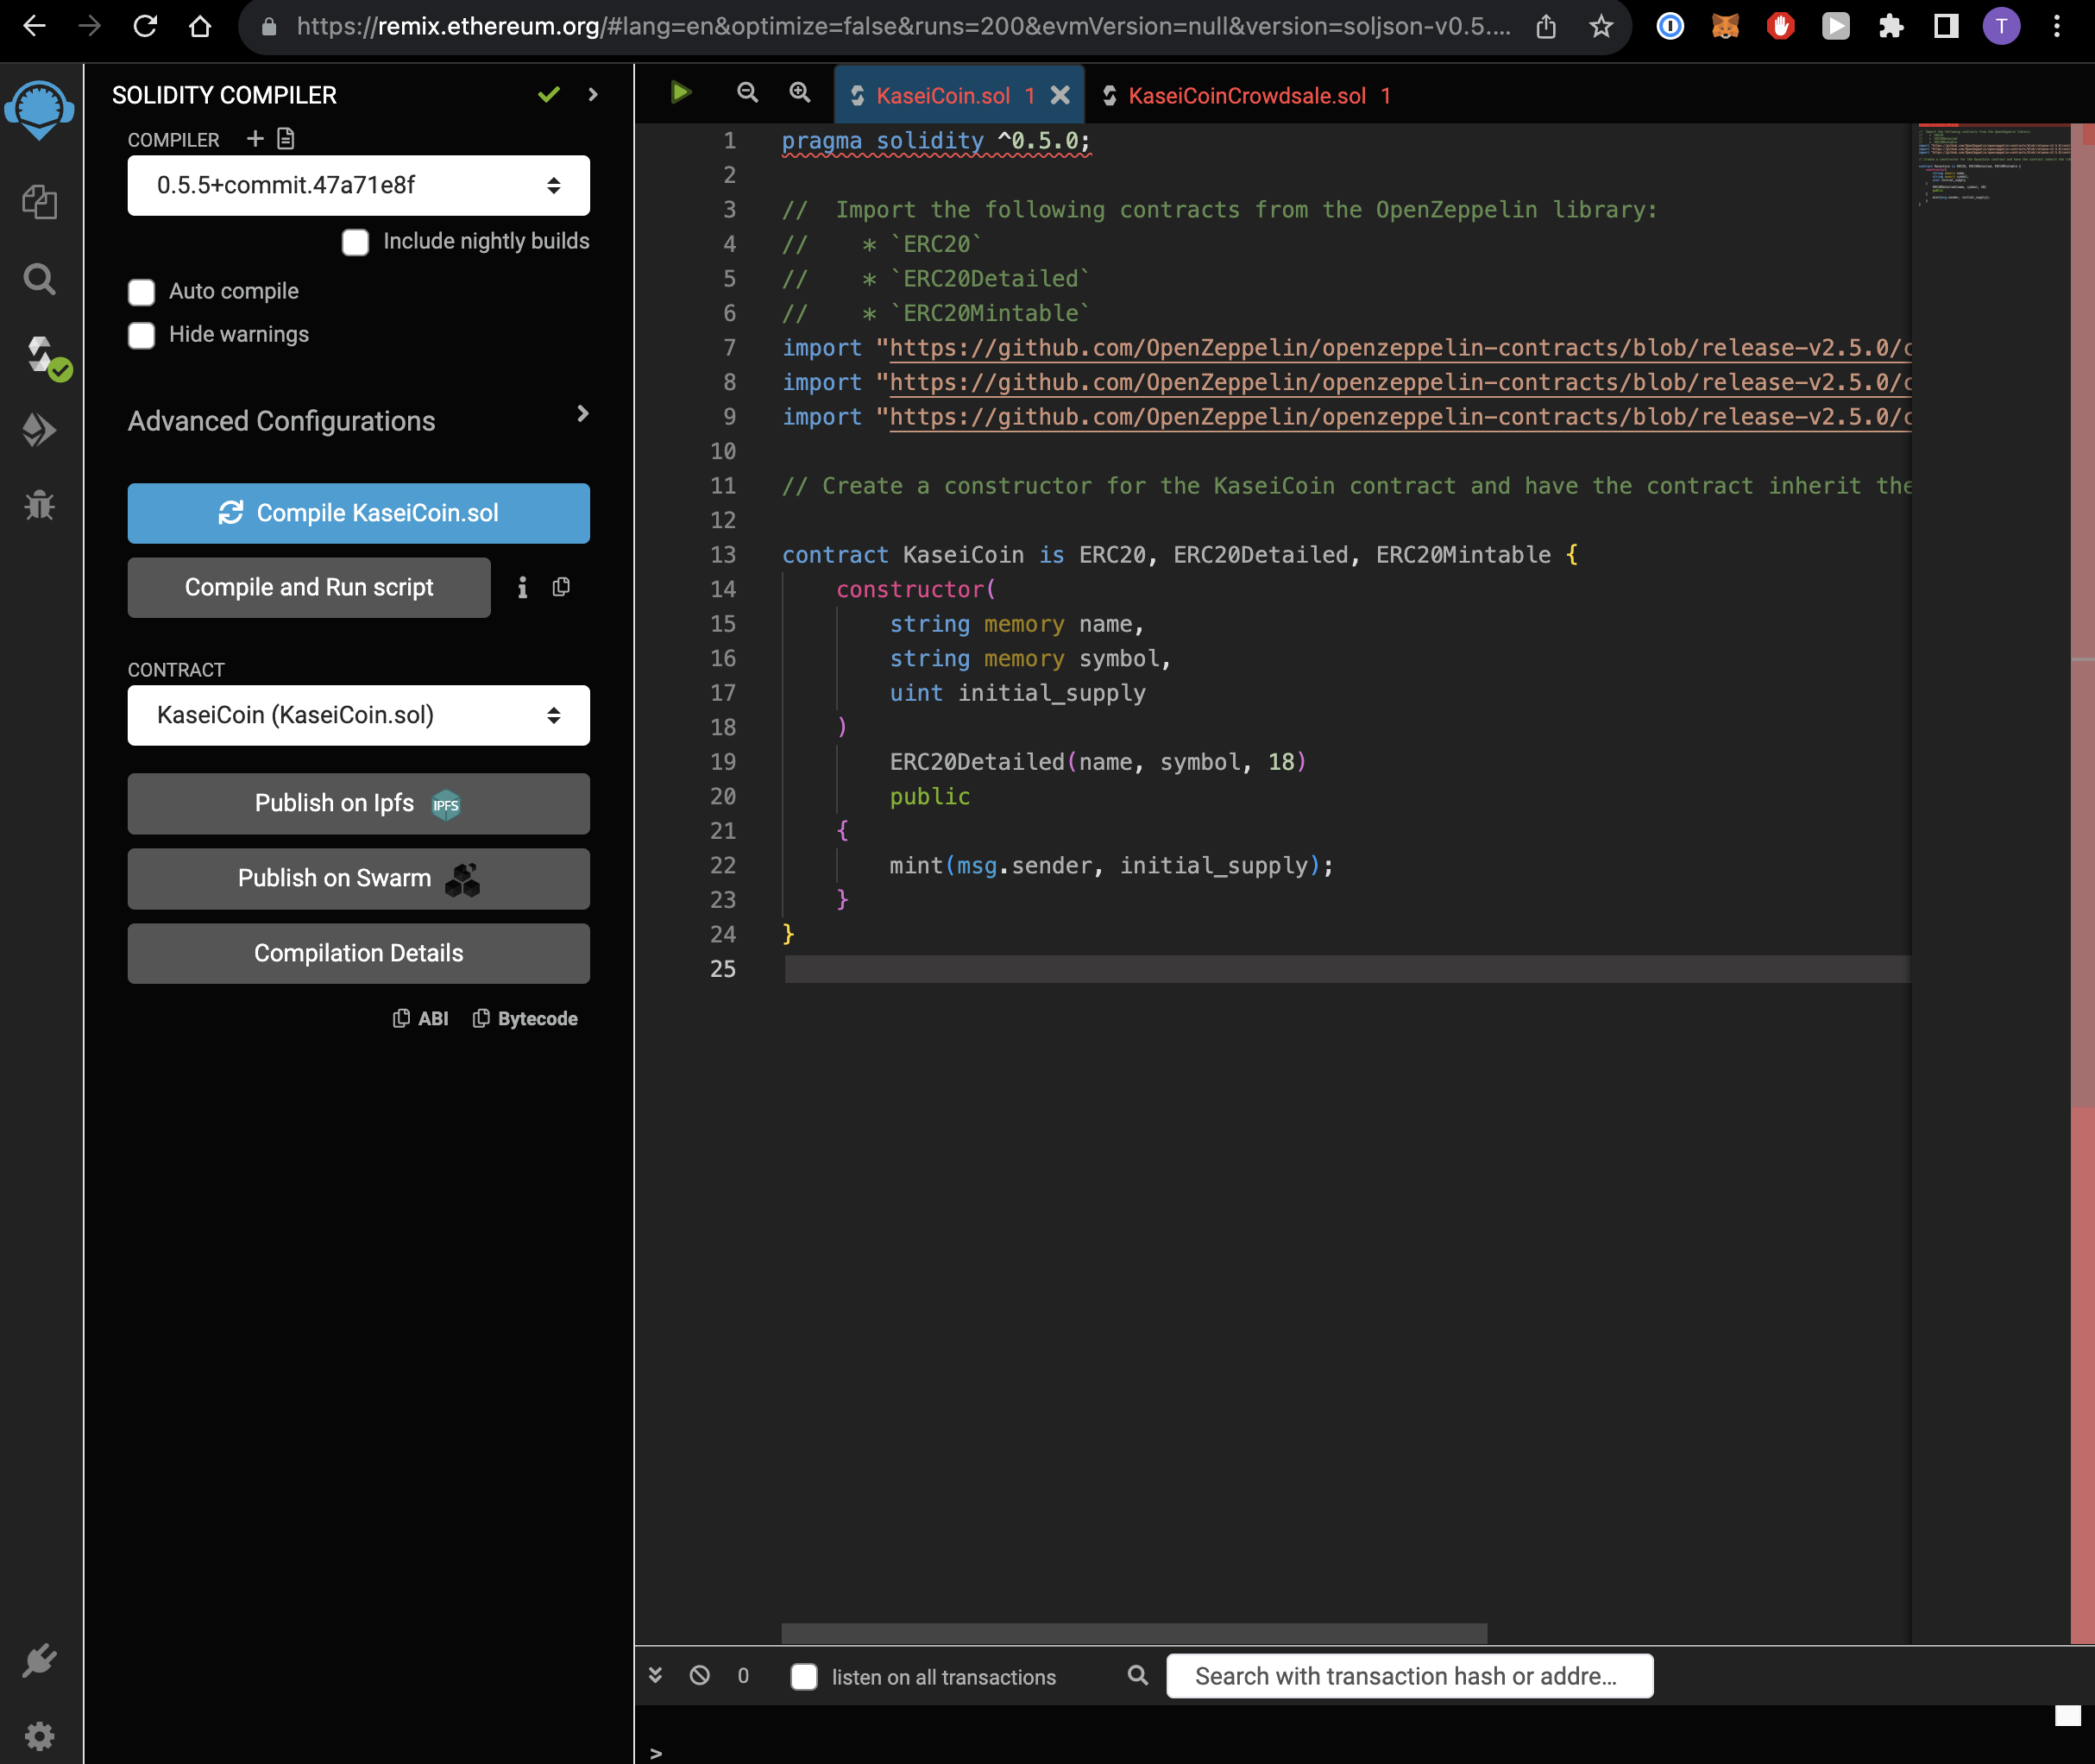 https://remix.ethereum.org/#lang=en&optimize=false&runs=200&evmVersion=null&version=soljson-v0.5....
T
SOLIDITY COMPILER
COMPILER
0.5.5+commit.47a71e8f
Include nightly builds
Auto compile
Hide warnings
Advanced Configurations
Compile KaseiCoin.sol
Compile and Run script
i
CONTRACT
KaseiCoin (KaseiCoin.sol)
Publish on Ipfs IPFS
Publish on Swarm
Compilation Details
ABI Bytecode
KaseiCoin.sol 1 KaseiCoinCrowdsale.sol 1
1 pragma solidity ^0.5.0;
2
3 //  Import the following contracts from the OpenZeppelin library:
4 //    * `ERC20`
5 //    * `ERC20Detailed`
6 //    * `ERC20Mintable`
7 import "https://github.com/OpenZeppelin/openzeppelin-contracts/blob/release-v2.5.0/c
8 import "https://github.com/OpenZeppelin/openzeppelin-contracts/blob/release-v2.5.0/c
9 import "https://github.com/OpenZeppelin/openzeppelin-contracts/blob/release-v2.5.0/c
10
11 // Create a constructor for the KaseiCoin contract and have the contract inherit the
12
13 contract KaseiCoin is ERC20, ERC20Detailed, ERC20Mintable {
14     constructor(
15         string memory name,
16         string memory symbol,
17         uint initial_supply
18     )
19         ERC20Detailed(name, symbol, 18)
20         public
21     {
22         mint(msg.sender, initial_supply);
23     }
24 }
25
0 listen on all transactions Search with transaction hash or addre...
>